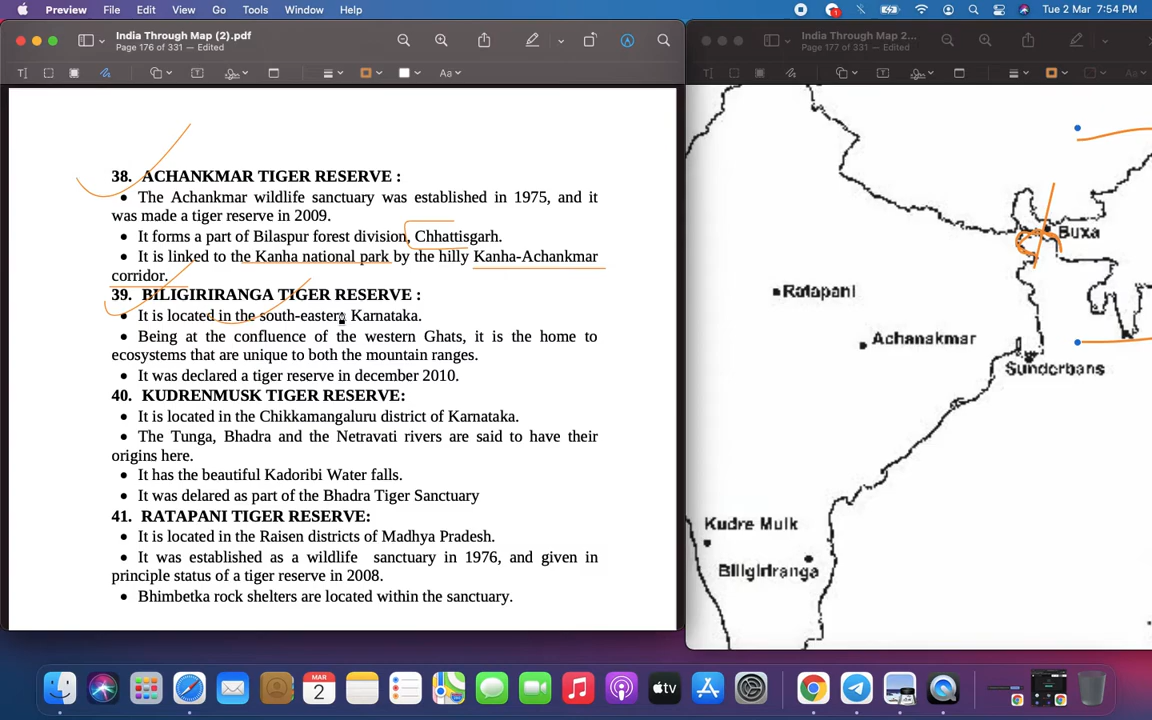 Preview File Edit View Go Tools Window Help
1
Tue 2 Mar 7:54 PM
India Through Map (2).pdf
Page 176 of 331 — Edited
India Through Map 2...
Page 177 of 331 — Edited
Aa
Aa
38. ACHANKMAR TIGER RESERVE :
• The Achankmar wildlife sanctuary was established in 1975, and it
was made a tiger reserve in 2009.
• It forms a part of Bilaspur forest division, Chhattisgarh.
• It is linked to the Kanha national park by the hilly Kanha-Achankmar
corridor.
39. BILIGIRIRANGA TIGER RESERVE :
• It is located in the south-eastern Karnataka.
• Being at the confluence of the western Ghats, it is the home to
ecosystems that are unique to both the mountain ranges.
• It was declared a tiger reserve in december 2010.
40. KUDRENMUSK TIGER RESERVE:
• It is located in the Chikkamangaluru district of Karnataka.
• The Tunga, Bhadra and the Netravati rivers are said to have their
origins here.
• It has the beautiful Kadoribi Water falls.
• It was delared as part of the Bhadra Tiger Sanctuary
41. RATAPANI TIGER RESERVE:
• It is located in the Raisen districts of Madhya Pradesh.
• It was established as a wildlife sanctuary in 1976, and given in
principle status of a tiger reserve in 2008.
• Bhimbetka rock shelters are located within the sanctuary.
Buxa
Ratapani
Achanakmar
Sunderbans
Kudre Mulk
Biligiriranga
MAR
2
tv